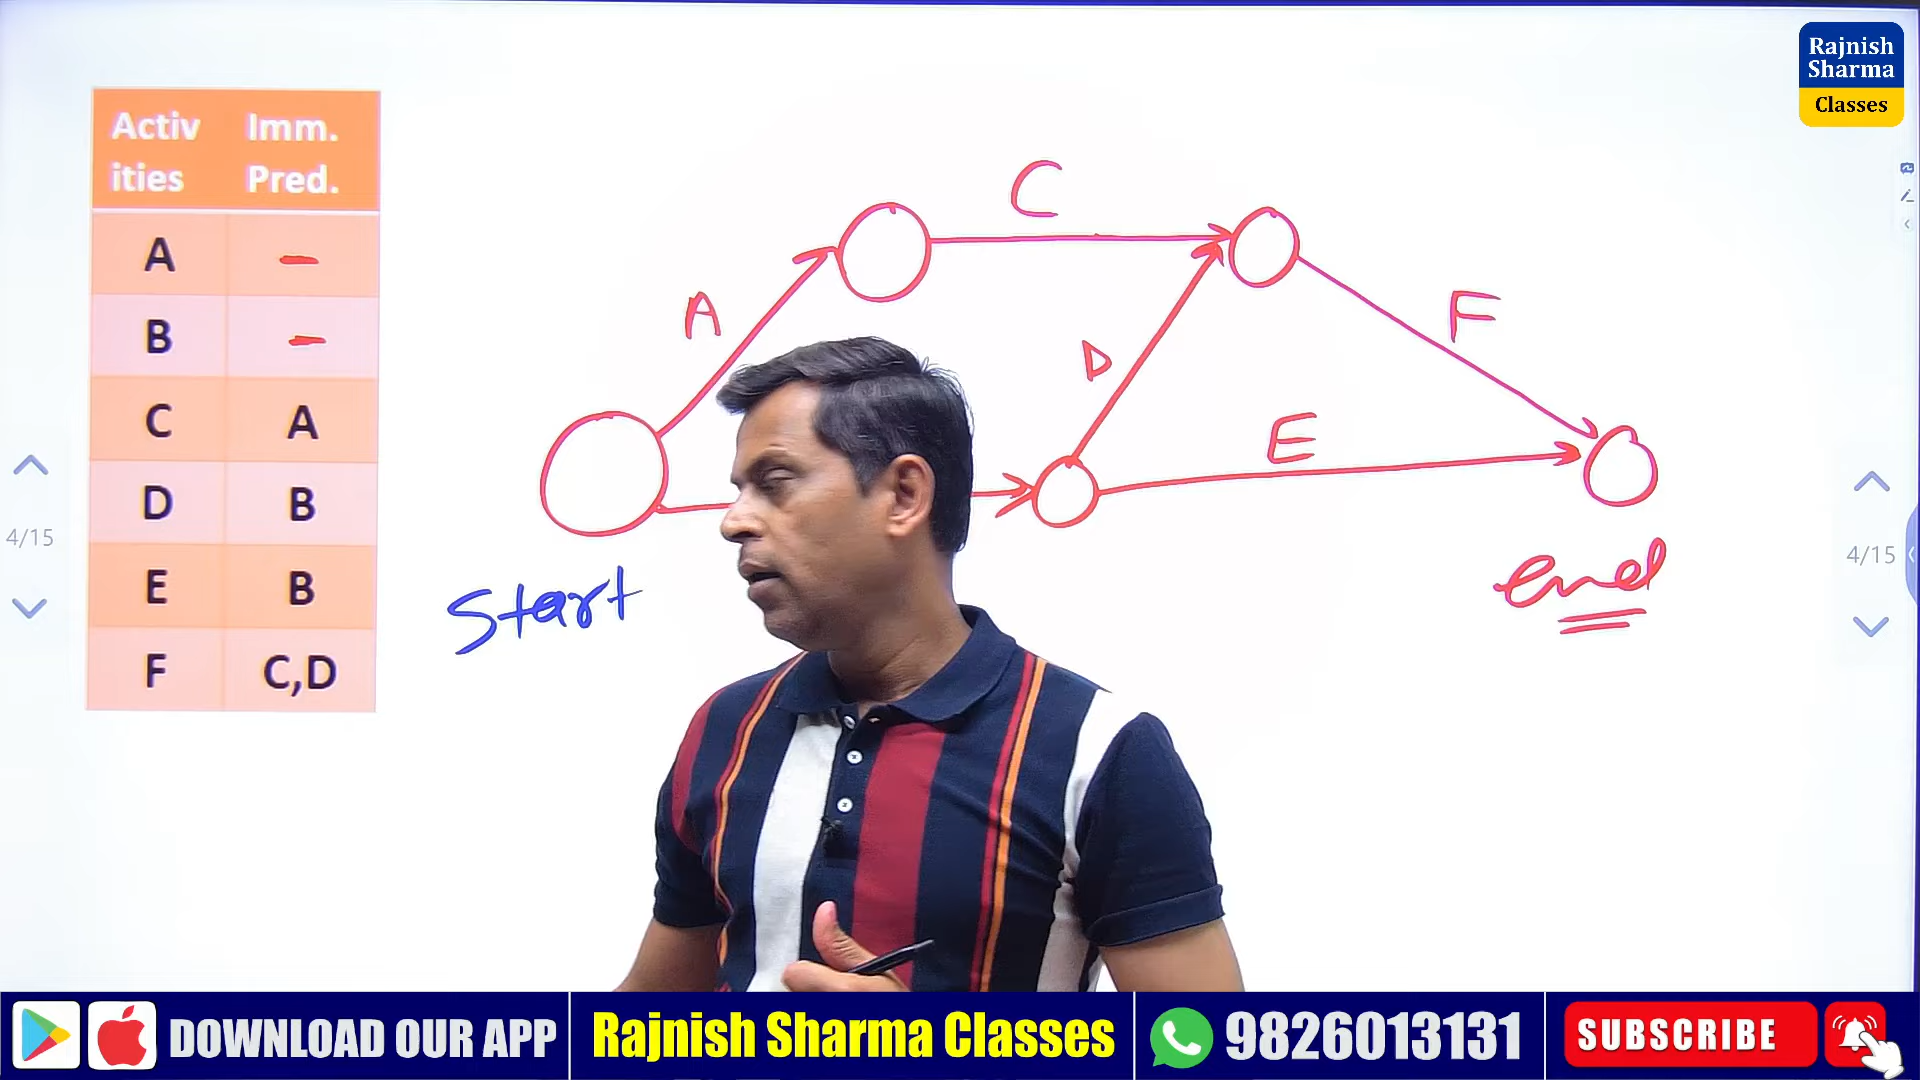 Rajnish
Sharma
Classes
Activ
ities
Imm.
Pred.
A –
B –
C A
D B
E B
F C,D
C
A
F
D
E
Start
end
4/15
4/15
DOWNLOAD OUR APP
Rajnish Sharma Classes
9826013131
SUBSCRIBE